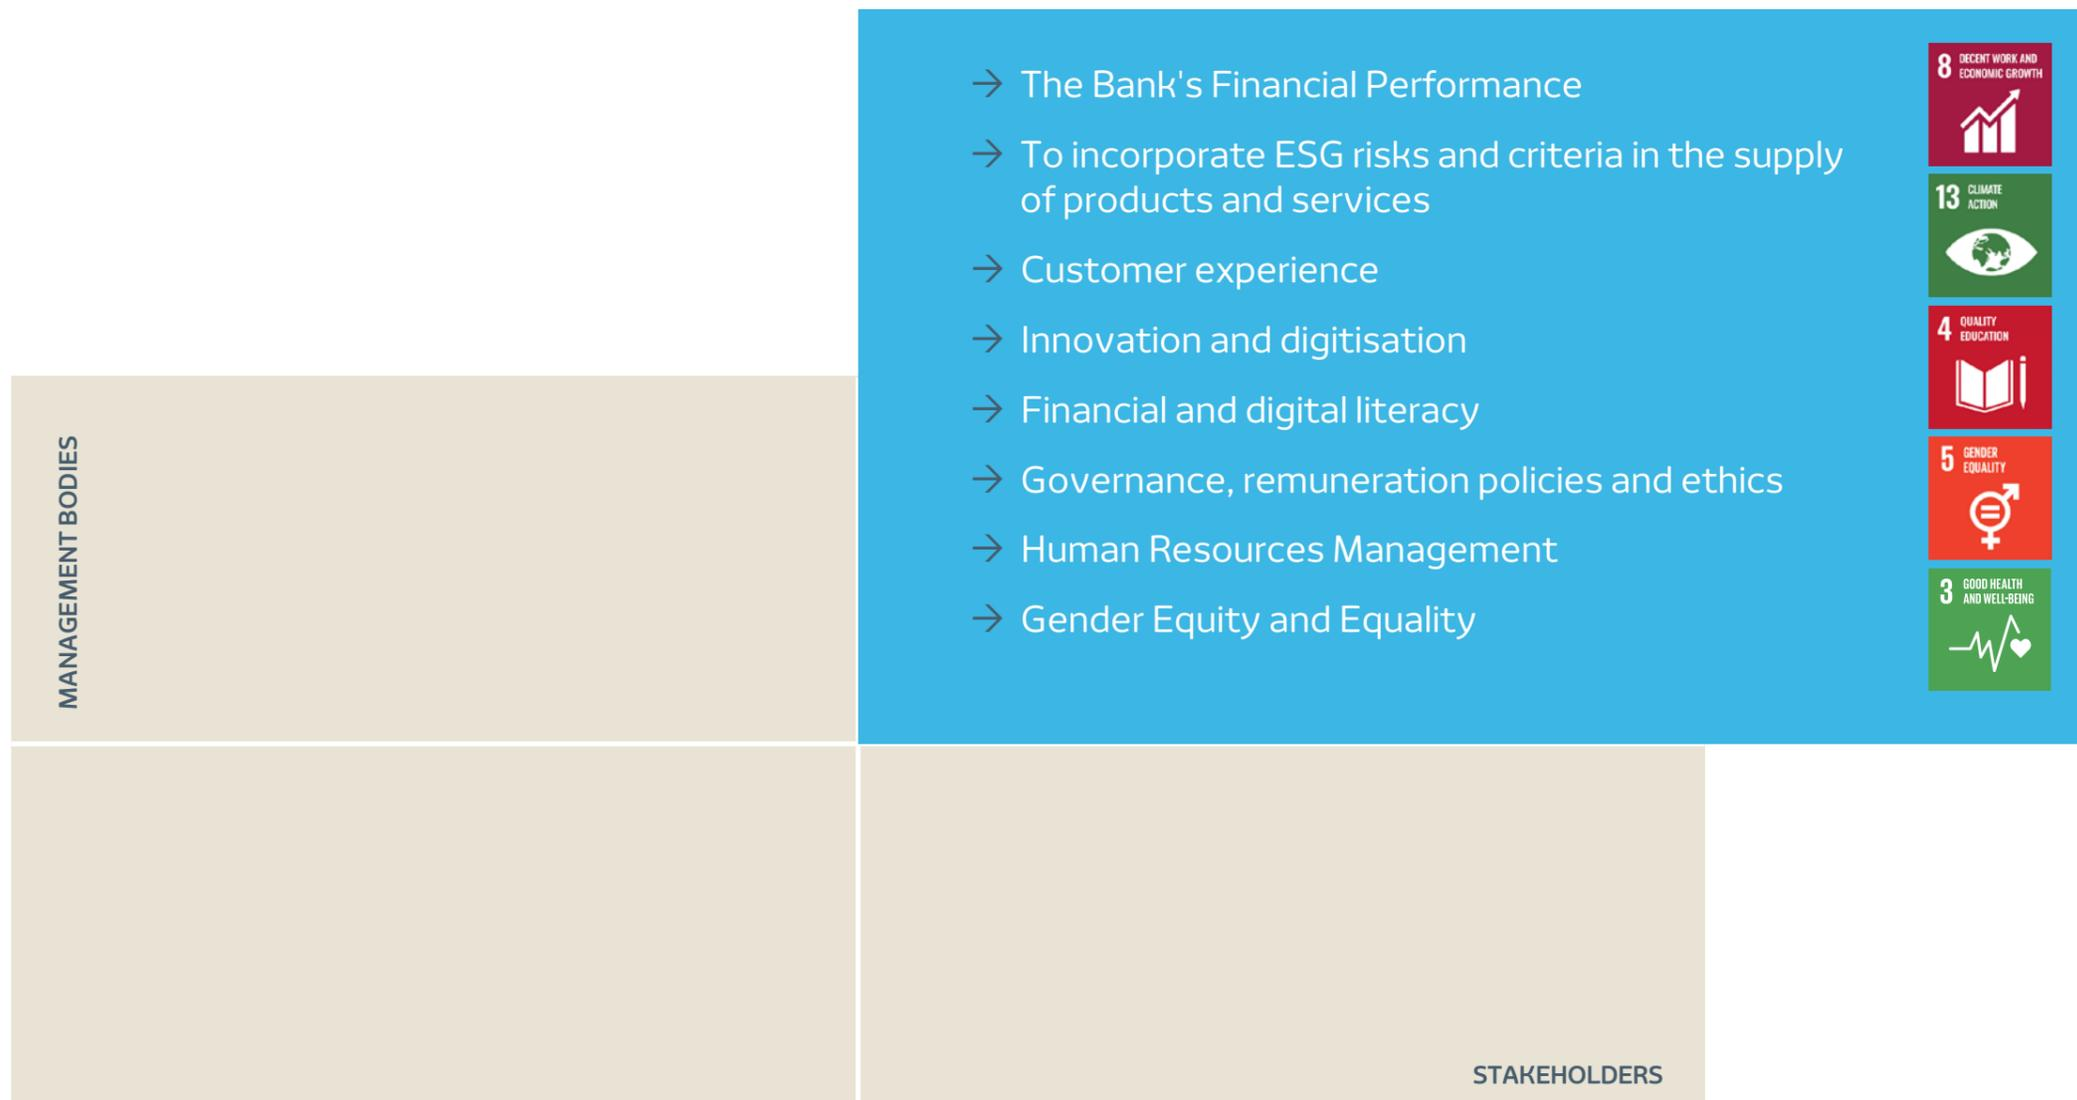 → The Bank's Financial Performance
→ To incorporate ESG risks and criteria in the supply
of products and services
→ Customer experience
→ Innovation and digitisation
→ Financial and digital literacy
→ Governance, remuneration policies and ethics
→ Human Resources Management
→ Gender Equity and Equality
8 DECENT WORK AND
ECONOMIC GROWTH
13 CLIMATE
ACTION
4 QUALITY
EDUCATION
5 GENDER
EQUALITY
3 GOOD HEALTH
AND WELL-BEING
MANAGEMENT BODIES
STAKEHOLDERS